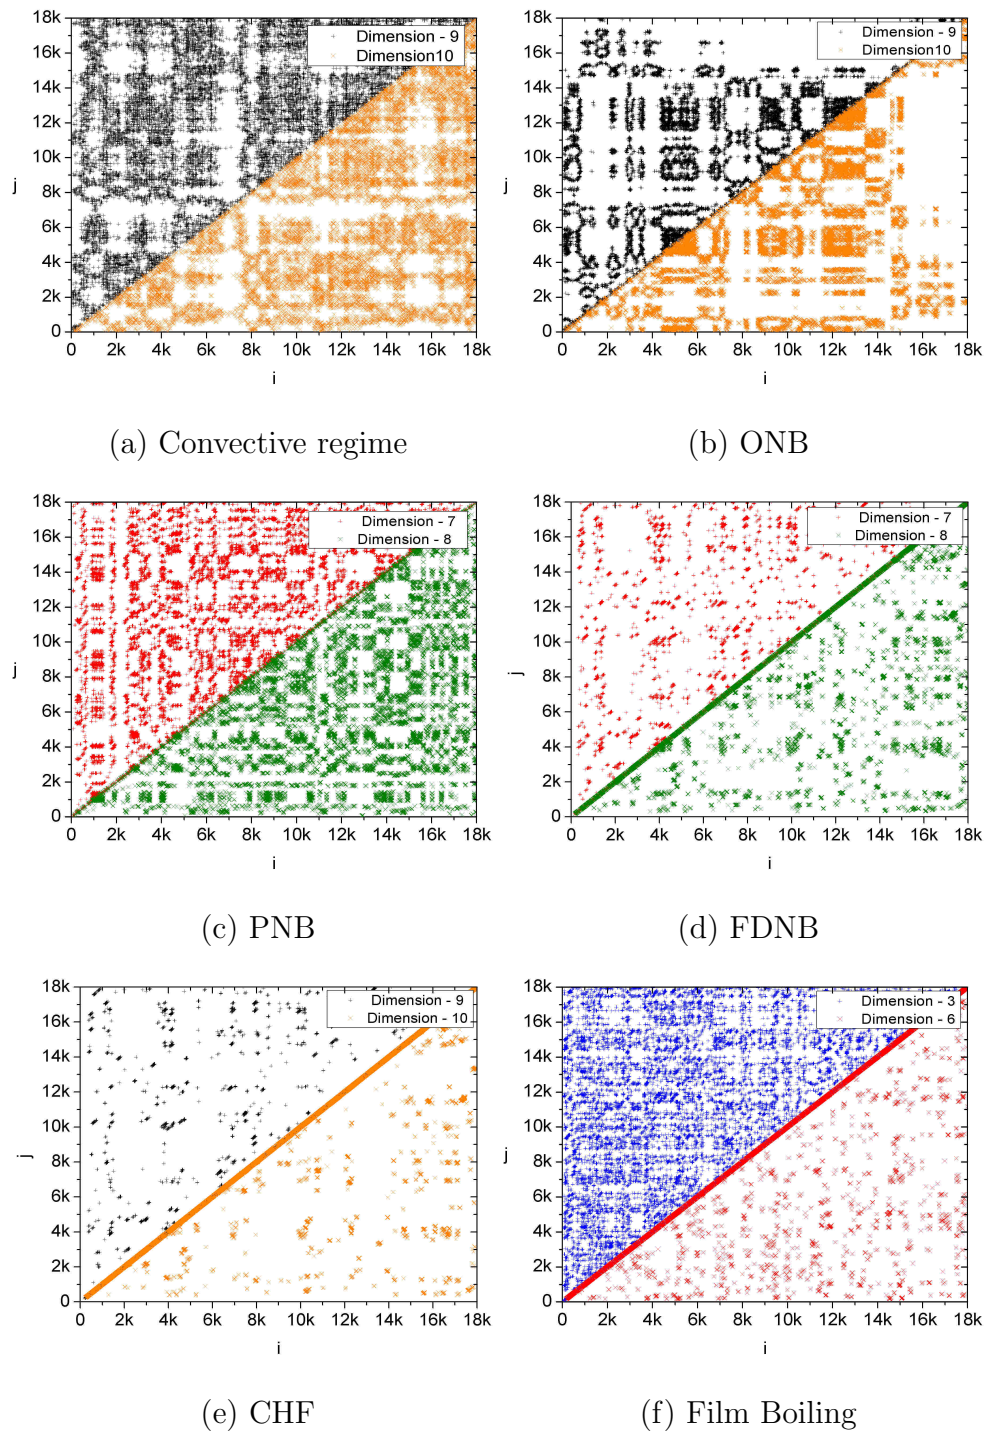 18k
16k
14k
12k
10k
8k
6k
4k
2k
0
j
Dimension - 9
Dimension10
0 2k 4k 6k 8k 10k 12k 14k 16k 18k
i
(a) Convective regime
18k
16k
14k
12k
10k
8k
6k
4k
2k
0
j
Dimension - 9
Dimension10
0 2k 4k 6k 8k 10k 12k 14k 16k 18k
i
(b) ONB
18k
16k
14k
12k
10k
8k
6k
4k
2k
0
j
Dimension - 7
Dimension - 8
0 2k 4k 6k 8k 10k 12k 14k 16k 18k
i
(c) PNB
18k
16k
14k
12k
10k
8k
6k
4k
2k
0
j
Dimension - 7
Dimension - 8
0 2k 4k 6k 8k 10k 12k 14k 16k 18k
i
(d) FDNB
18k
16k
14k
12k
10k
8k
6k
4k
2k
0
j
Dimension - 9
Dimension - 10
0 2k 4k 6k 8k 10k 12k 14k 16k 18k
i
(e) CHF
18k
16k
14k
12k
10k
8k
6k
4k
2k
0
j
Dimension - 3
Dimension - 6
0 2k 4k 6k 8k 10k 12k 14k 16k 18k
i
(f) Film Boiling